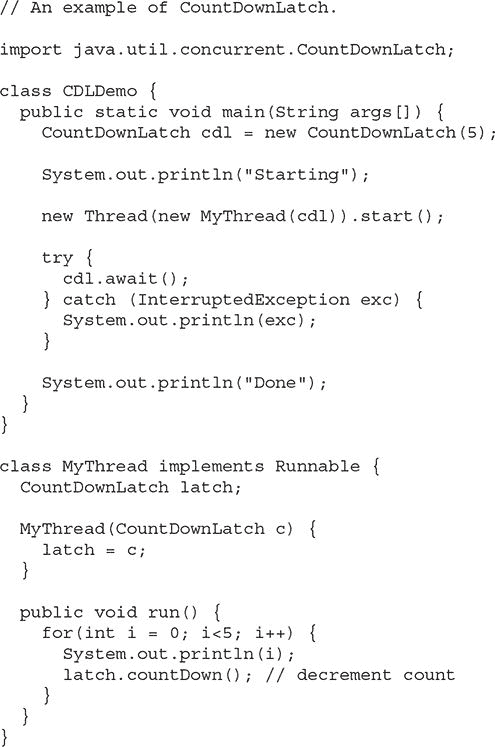 // An example of CountDownLatch.
import java.util.concurrent.CountDownLatch;
class CDLDemo {
  public static void main(String args[]) {
    CountDownLatch cdl = new CountDownLatch(5);
    System.out.println("Starting");
    new Thread(new MyThread(cdl)).start();
    try {
      cdl.await();
    } catch (InterruptedException exc) {
      System.out.println(exc);
    }
    System.out.println("Done");
  }
}
class MyThread implements Runnable {
  CountDownLatch latch;
  MyThread(CountDownLatch c) {
    latch = c;
  }
  public void run() {
    for(int i = 0; i<5; i++) {
      System.out.println(i);
      latch.countDown(); // decrement count
    }
  }
}